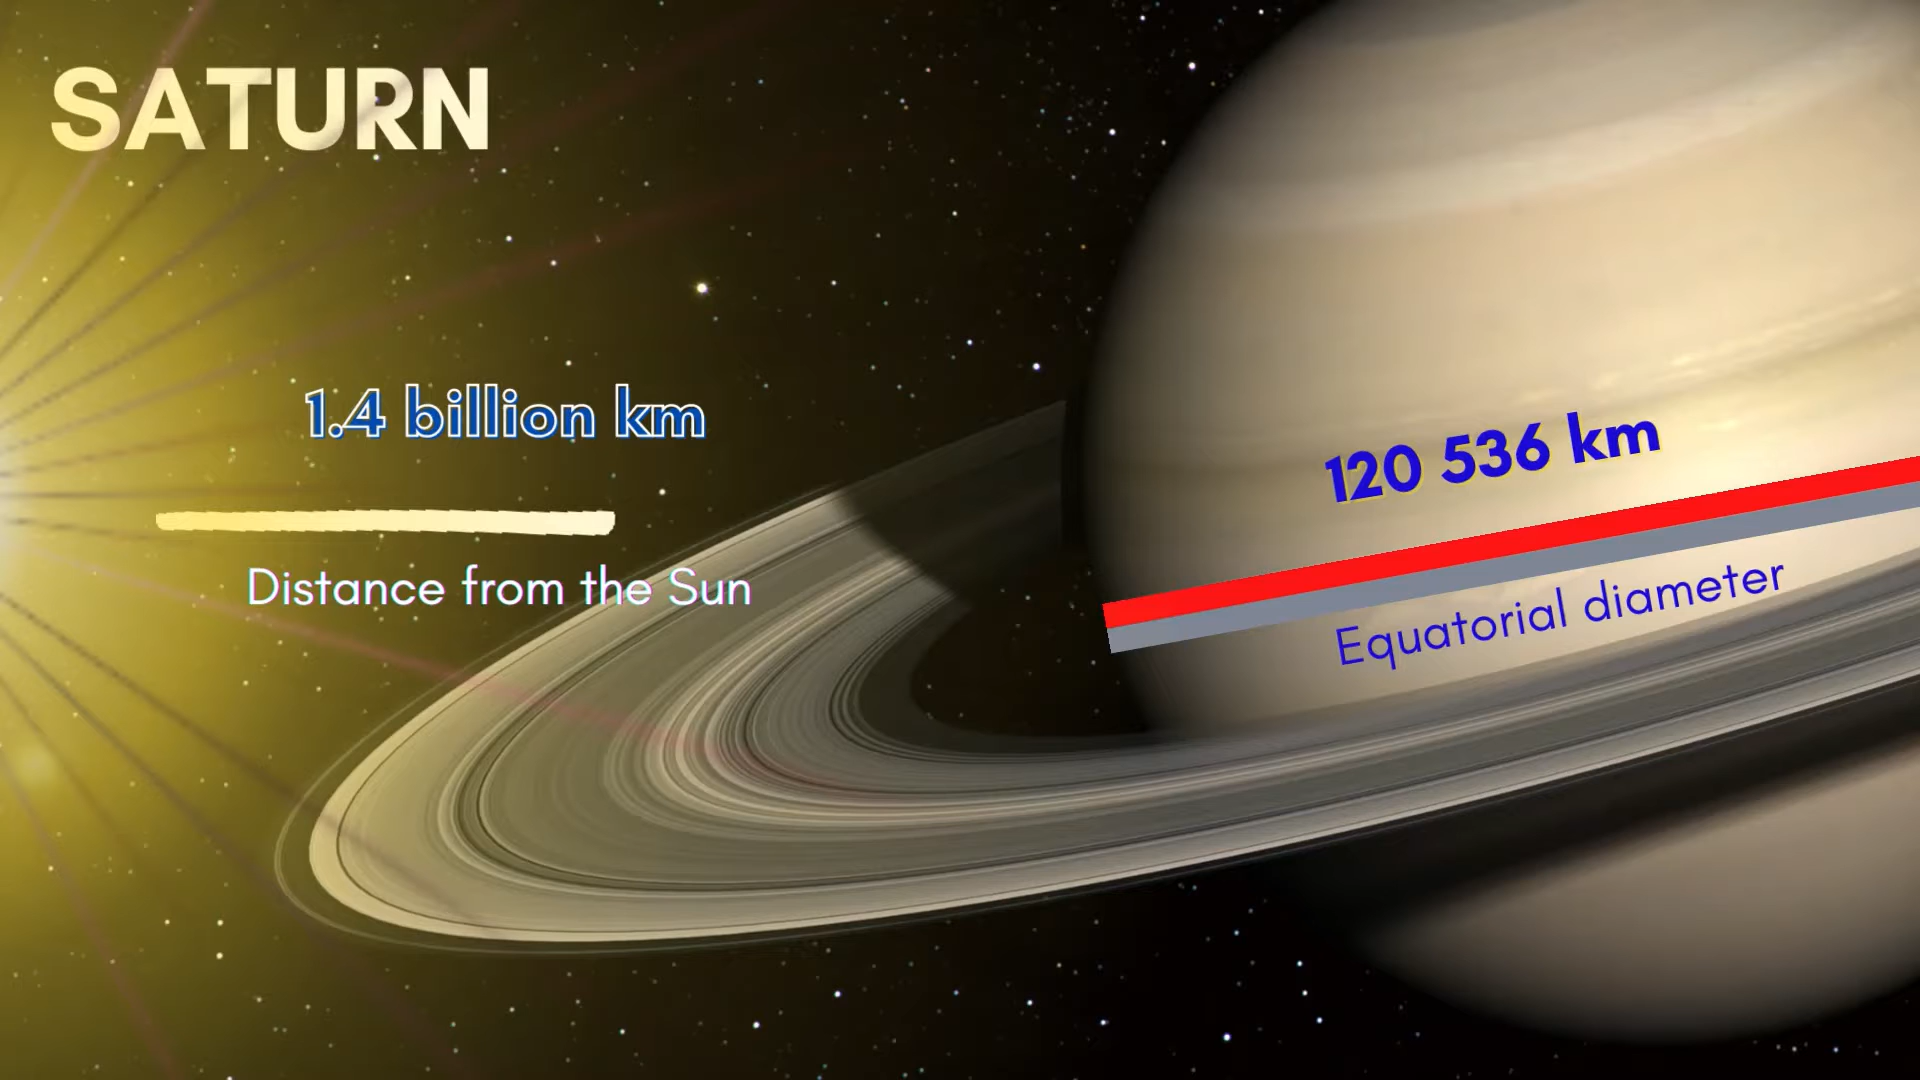 SATURN
1.4 billion km
Distance from the Sun
120 536 km
Equatorial diameter